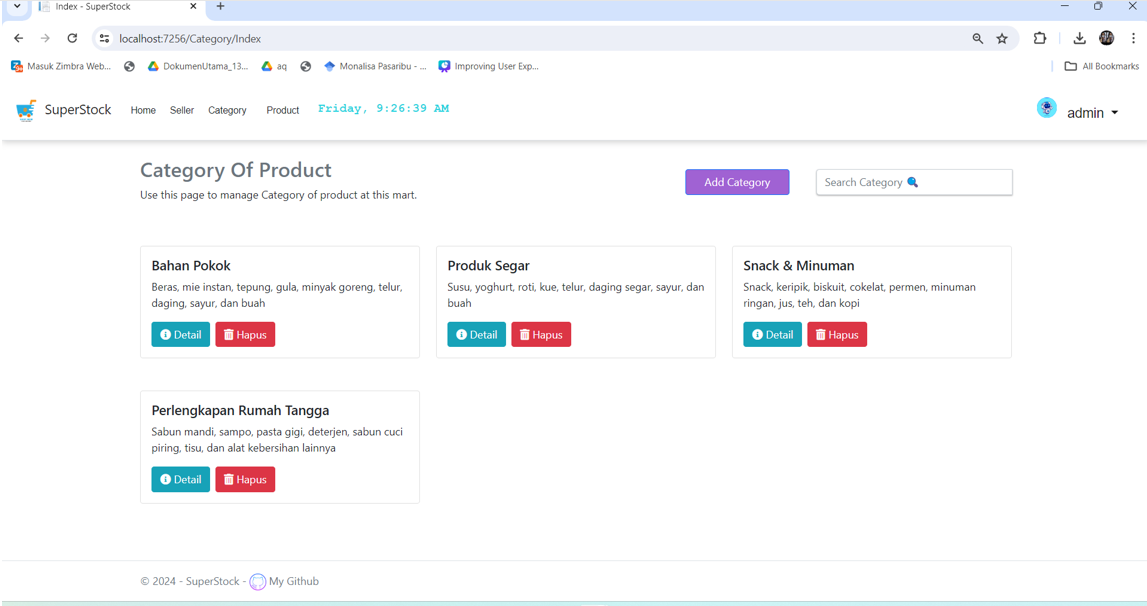 Index - SuperStock
localhost:7256/Category/Index
Masuk Zimbra Web...
DokumenUtama_13...
aq
Monalisa Pasaribu - ...
Improving User Exp...
All Bookmarks
SuperStock
Home
Seller
Category
Product
Friday, 9:26:39 AM
admin
Category Of Product
Use this page to manage Category of product at this mart.
Add Category
Search Category
Bahan Pokok
Beras, mie instan, tepung, gula, minyak goreng, telur,
daging, sayur, dan buah
Detail
Hapus
Produk Segar
Susu, yoghurt, roti, kue, telur, daging segar, sayur, dan
buah
Detail
Hapus
Snack & Minuman
Snack, keripik, biskuit, cokelat, permen, minuman
ringan, jus, teh, dan kopi
Detail
Hapus
Perlengkapan Rumah Tangga
Sabun mandi, sampo, pasta gigi, deterjen, sabun cuci
piring, tisu, dan alat kebersihan lainnya
Detail
Hapus
© 2024 - SuperStock - My Github